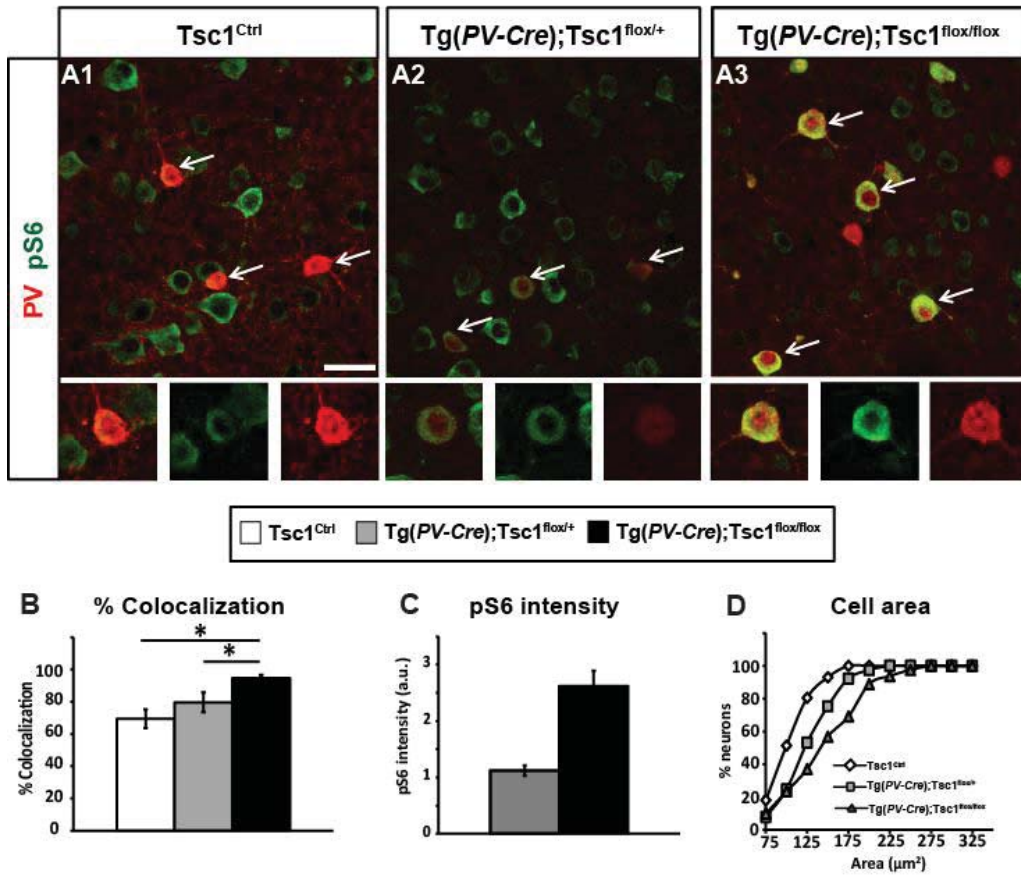 Tsc1Ctrl
Tg(PV-Cre);Tsc1flox/+
Tg(PV-Cre);Tsc1flox/flox
PV pS6
A1
A2
A3
Tsc1Ctrl
Tg(PV-Cre);Tsc1flox/+
Tg(PV-Cre);Tsc1flox/flox
B
% Colocalization
% Colocalization
100
80
60
40
20
0
*
*
C
pS6 intensity
pS6 intensity (a.u.)
3
2
1
0
D
Cell area
% neurons
100
80
60
40
20
0
Tsc1Ctrl
Tg(PV-Cre);Tsc1flox/+
Tg(PV-Cre);Tsc1flox/flox
75 125 175 225 275 325
Area (µm²)